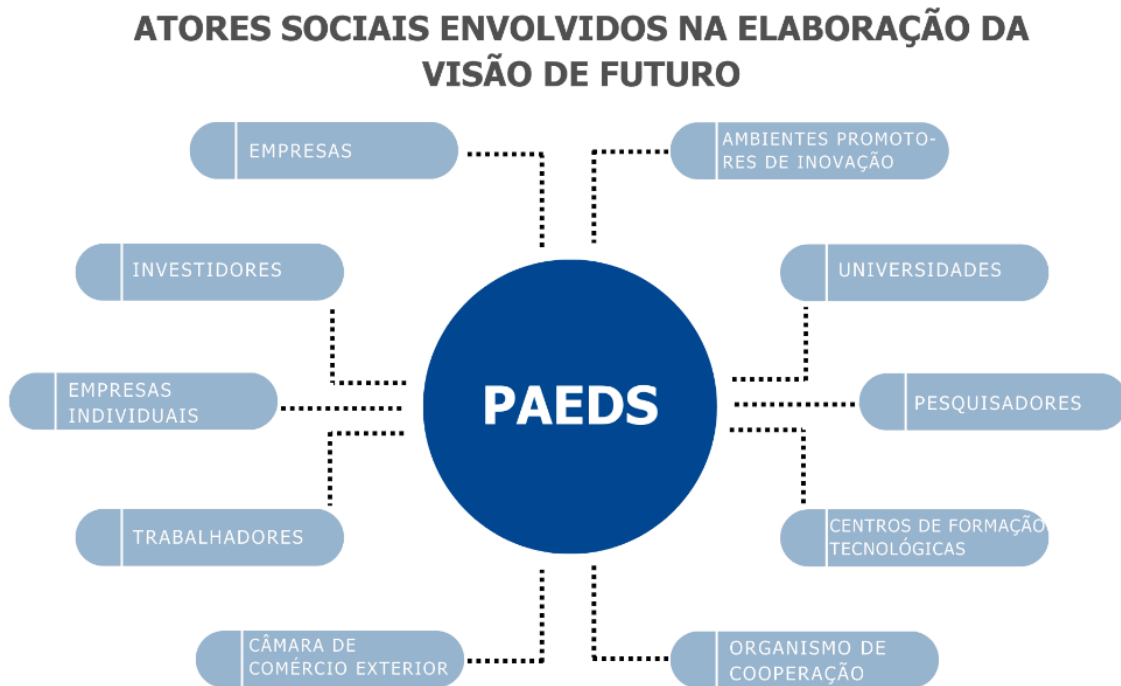 ATORES SOCIAIS ENVOLVIDOS NA ELABORAÇÃO DA
VISÃO DE FUTURO
EMPRESAS
AMBIENTES PROMOTO-
RES DE INOVAÇÃO
INVESTIDORES
UNIVERSIDADES
EMPRESAS
INDIVIDUAIS
PAEDS
PESQUISADORES
TRABALHADORES
CENTROS DE FORMAÇÃO
TECNOLÓGICAS
CÂMARA DE
COMÉRCIO EXTERIOR
ORGANISMO DE
COOPERAÇÃO